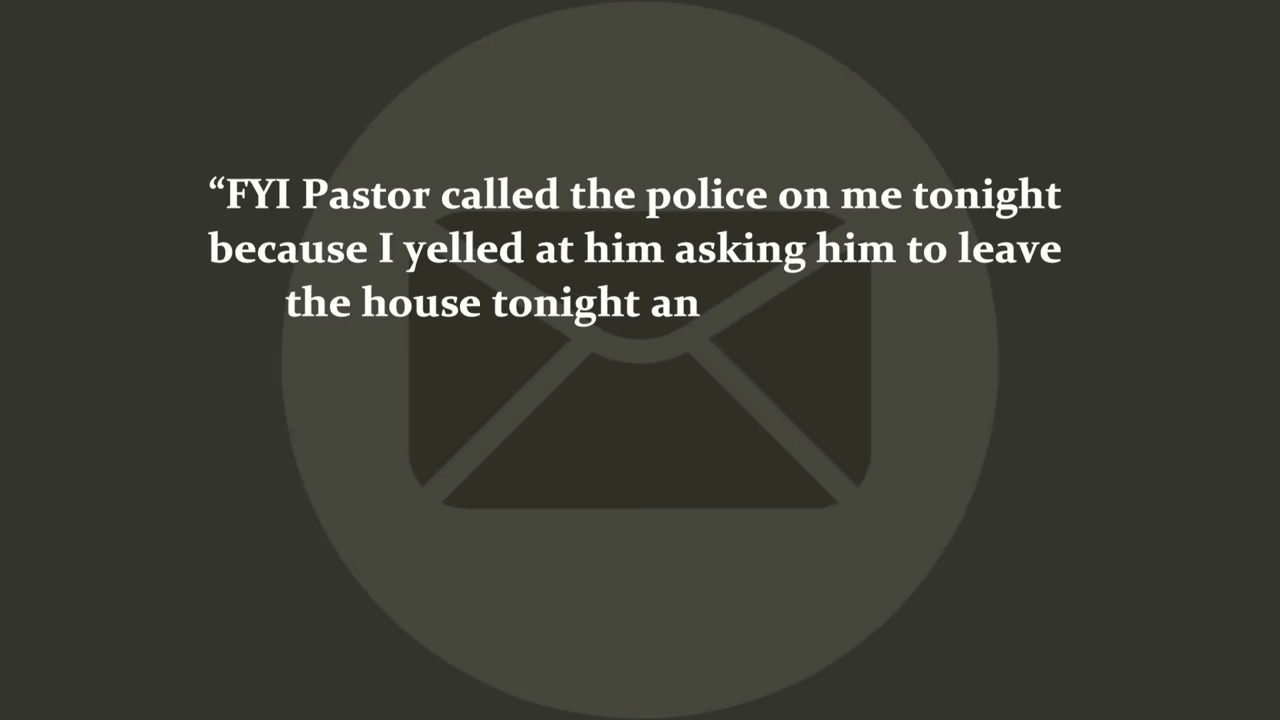 “FYI Pastor called the police on me tonight
because I yelled at him asking him to leave
the house tonight an